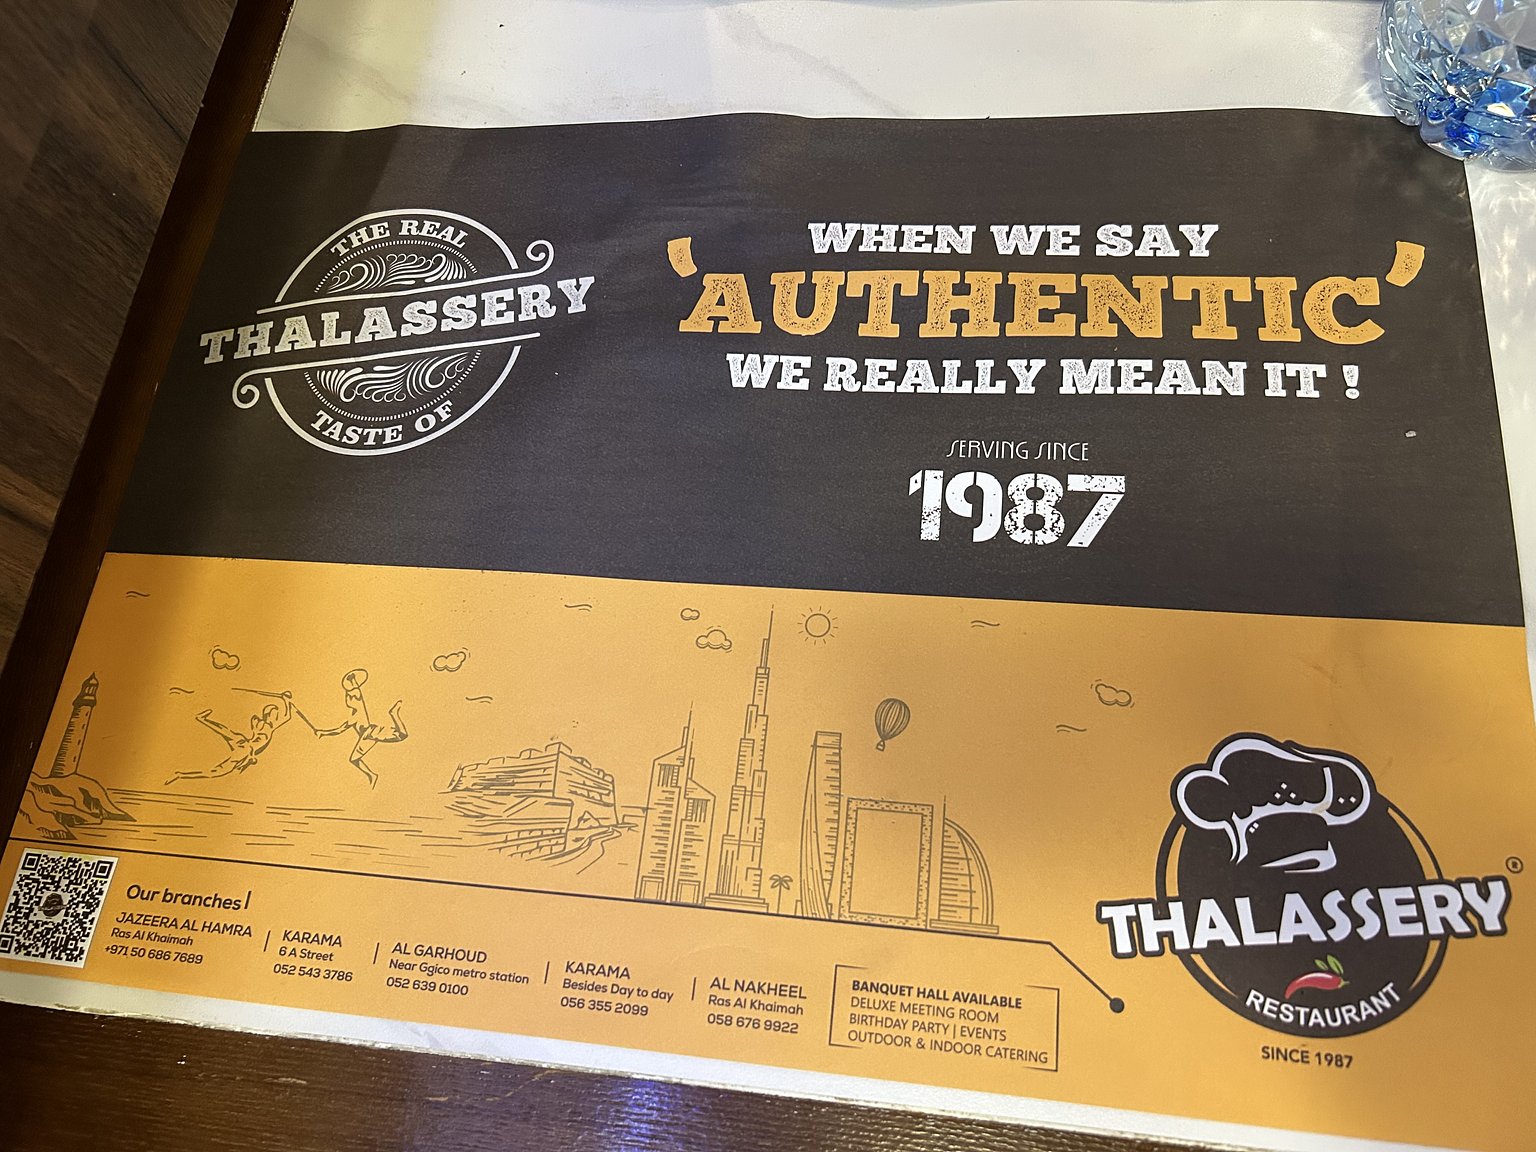 THE REAL
THALASSERY
TASTE OF
WHEN WE SAY
'AUTHENTIC'
WE REALLY MEAN IT !
SERVING SINCE
1987
Our branches|
JAZEERA AL HAMRA
Ras Al Khaimah
+971 50 686 7689
KARAMA
6 A Street
052 543 3786
AL GARHOUD
Near Ggico metro station
052 639 0100
KARAMA
Besides Day to day
056 355 2099
AL NAKHEEL
Ras Al Khaimah
058 676 9922
BANQUET HALL AVAILABLE
DELUXE MEETING ROOM
BIRTHDAY PARTY | EVENTS
OUTDOOR & INDOOR CATERING
THALASSERY®
RESTAURANT
SINCE 1987